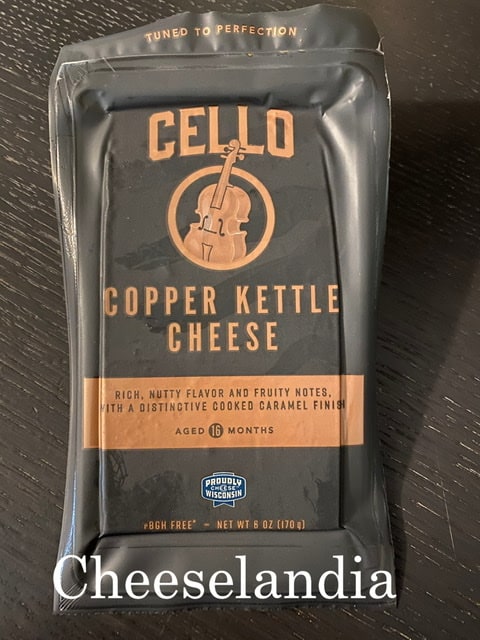 TUNED TO PERFECTION
CELLO
COPPER KETTLE
CHEESE
RICH, NUTTY FLAVOR AND FRUITY NOTES,
WITH A DISTINCTIVE COOKED CARAMEL FINIS
AGED 16 MONTHS
PROUDLY
CHEESE
WISCONSIN
rBGH FREE* – NET WT 6 OZ (170 g)
Cheeselandia